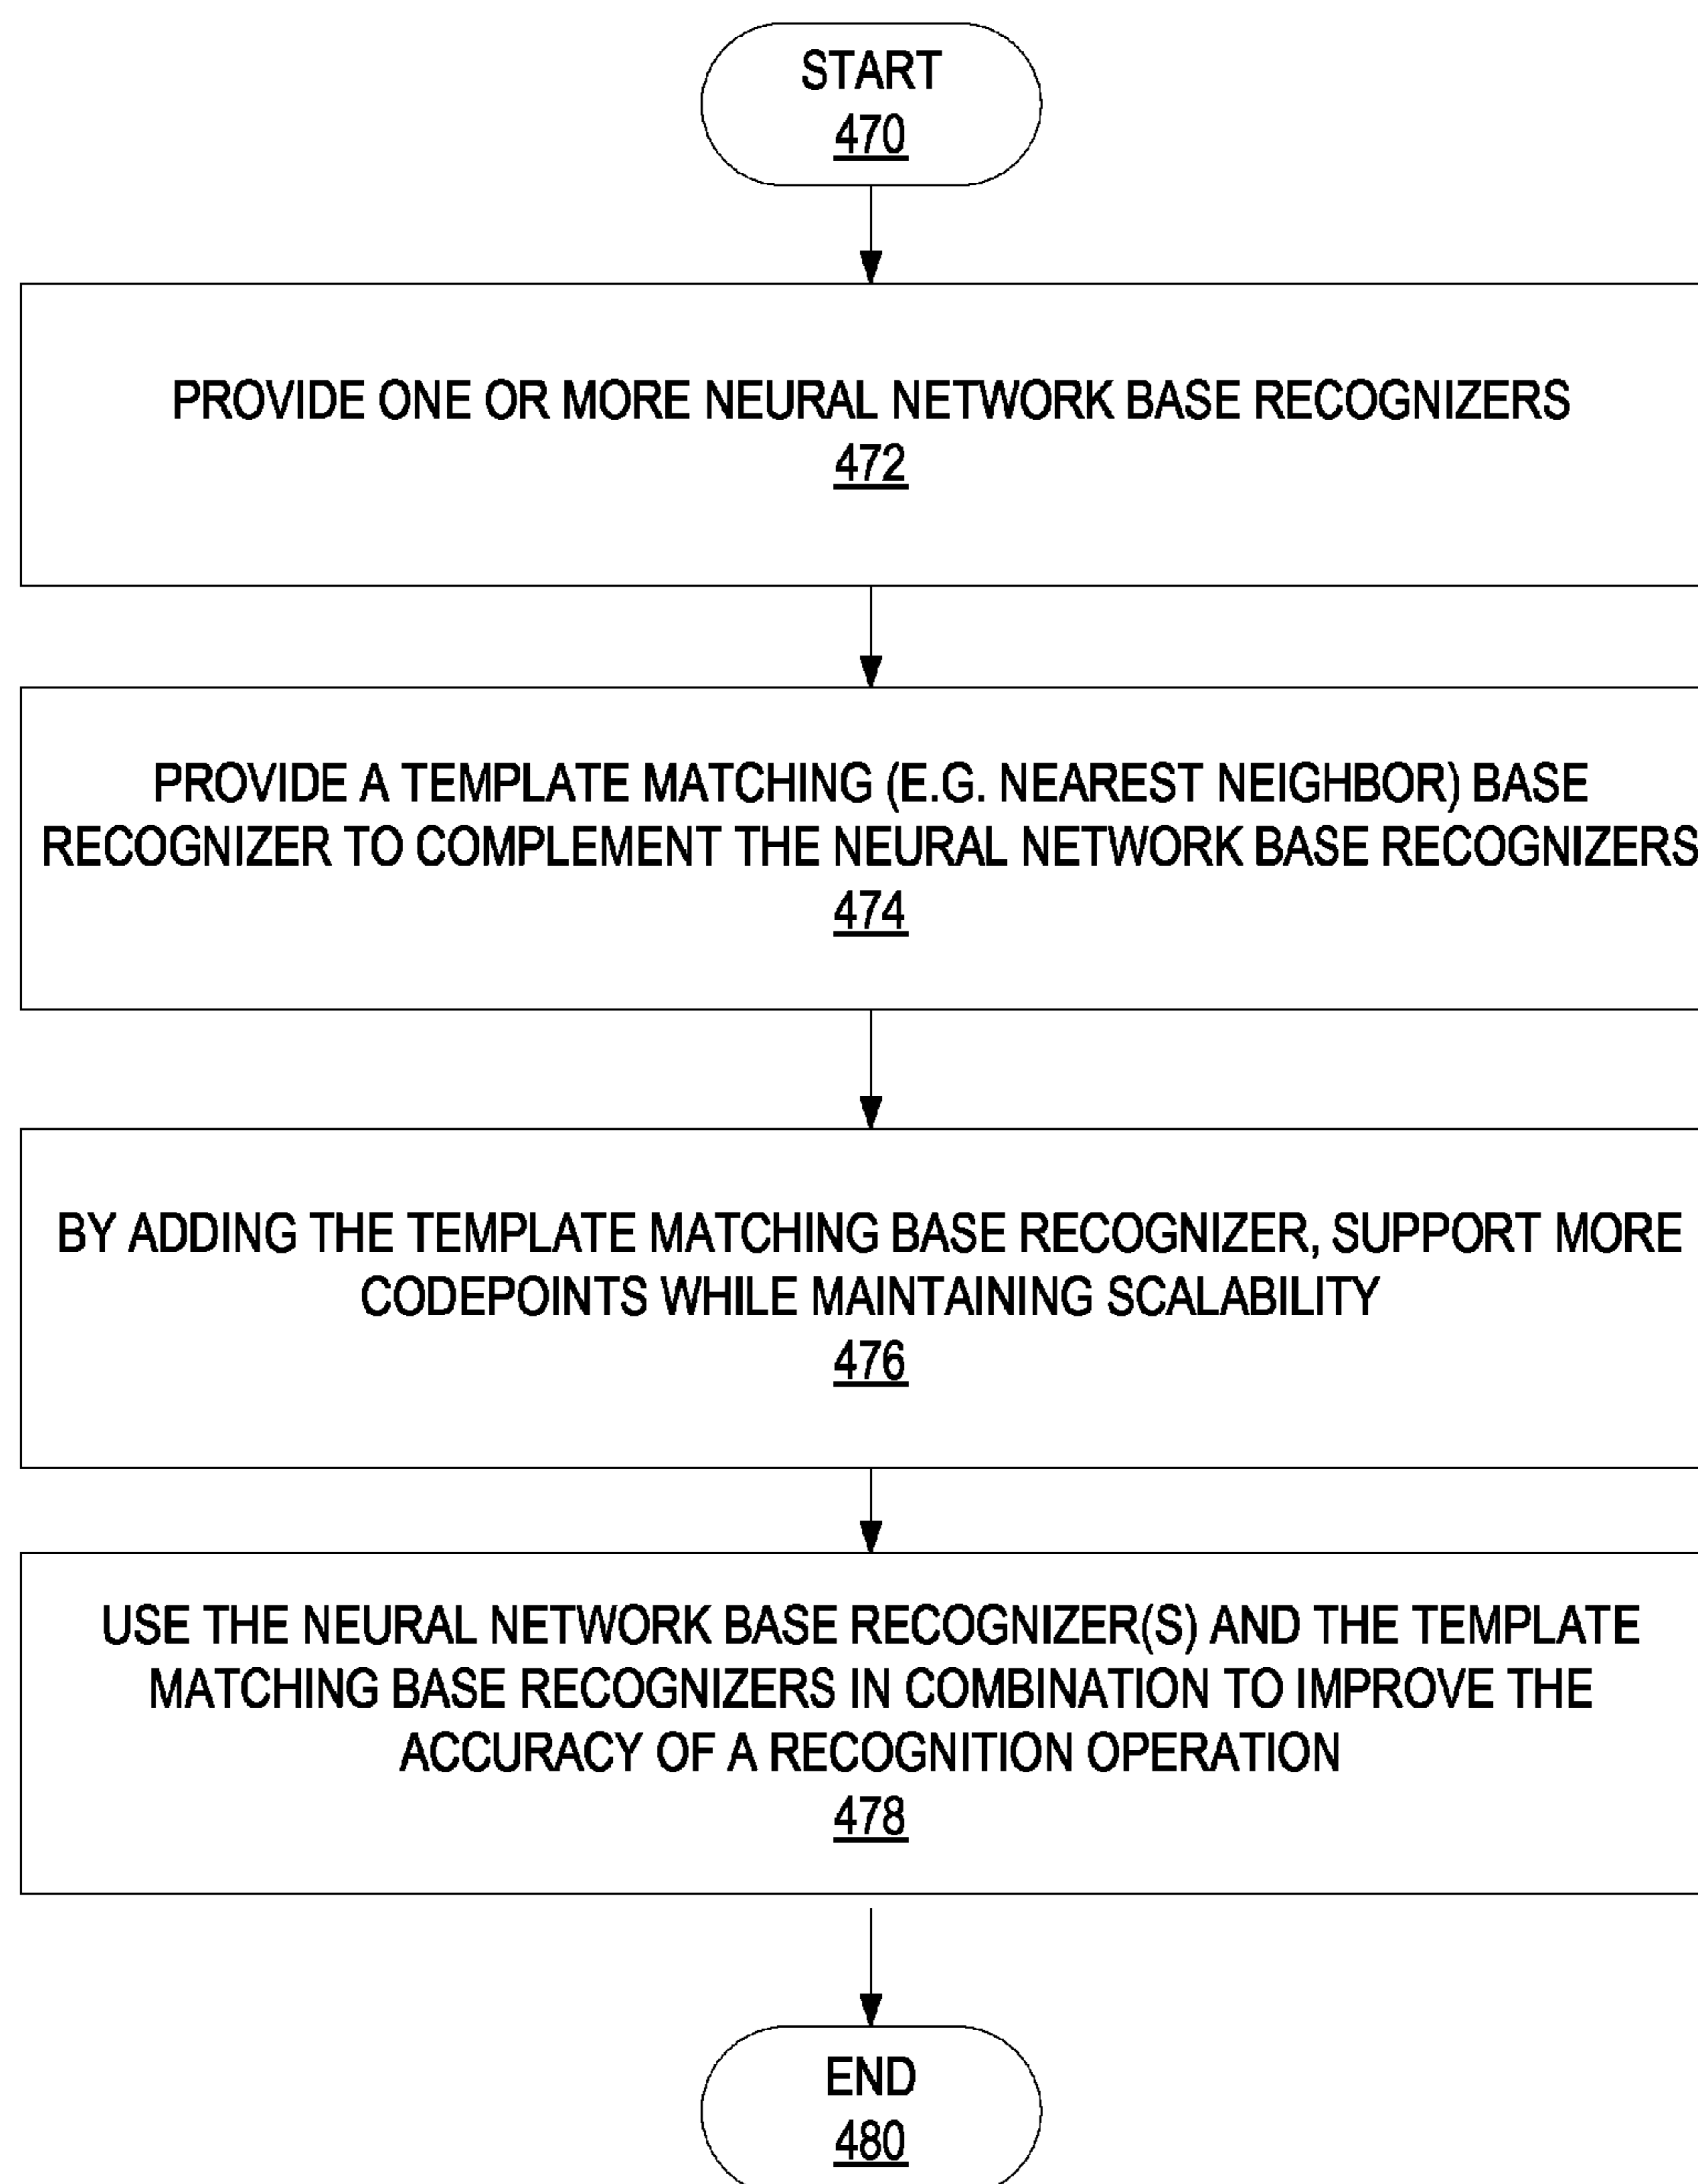 START
470
PROVIDE ONE OR MORE NEURAL NETWORK BASE RECOGNIZERS
472
PROVIDE A TEMPLATE MATCHING (E.G. NEAREST NEIGHBOR) BASE
RECOGNIZER TO COMPLEMENT THE NEURAL NETWORK BASE RECOGNIZERS
474
BY ADDING THE TEMPLATE MATCHING BASE RECOGNIZER, SUPPORT MORE
CODEPOINTS WHILE MAINTAINING SCALABILITY
476
USE THE NEURAL NETWORK BASE RECOGNIZER(S) AND THE TEMPLATE
MATCHING BASE RECOGNIZERS IN COMBINATION TO IMPROVE THE
ACCURACY OF A RECOGNITION OPERATION
478
END
480